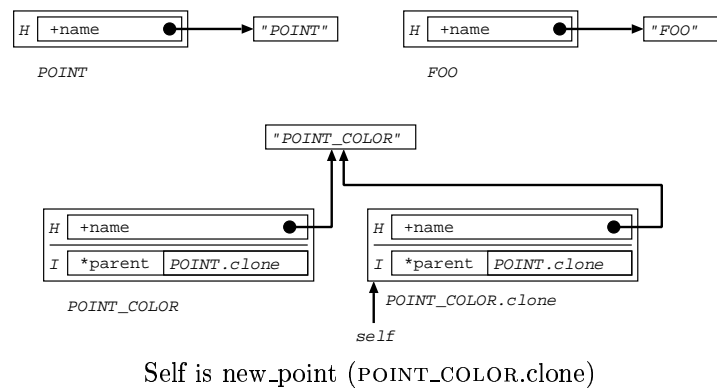 H +name "POINT"
POINT
H +name "FOO"
FOO
"POINT_COLOR"
H +name
I *parent POINT.clone
POINT_COLOR
H +name
I *parent POINT.clone
POINT_COLOR.clone
self
Self is new_point (POINT_COLOR.clone)